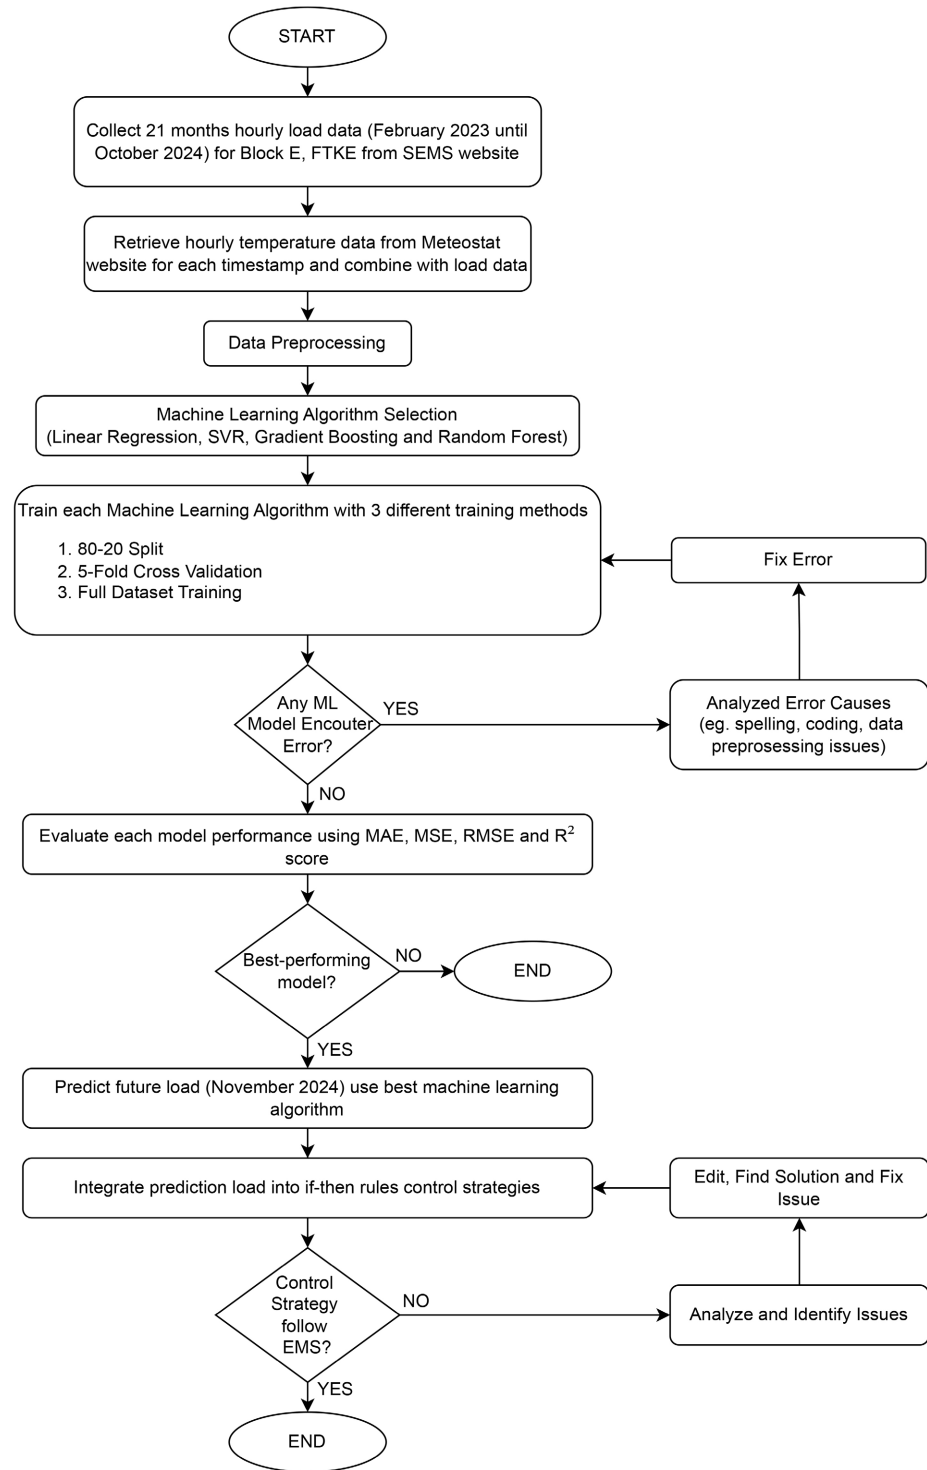 START
Collect 21 months hourly load data (February 2023 until
October 2024) for Block E, FTKE from SEMS website
Retrieve hourly temperature data from Meteostat
website for each timestamp and combine with load data
Data Preprocessing
Machine Learning Algorithm Selection
(Linear Regression, SVR, Gradient Boosting and Random Forest)
Train each Machine Learning Algorithm with 3 different training methods
1. 80-20 Split
2. 5-Fold Cross Validation
3. Full Dataset Training
Fix Error
Any ML
Model Encouter
Error?
YES
Analyzed Error Causes
(eg. spelling, coding, data
preprosessing issues)
NO
Evaluate each model performance using MAE, MSE, RMSE and R²
score
Best-performing
model?
NO
END
YES
Predict future load (November 2024) use best machine learning
algorithm
Integrate prediction load into if-then rules control strategies
Edit, Find Solution and Fix
Issue
Control
Strategy
follow
EMS?
NO
Analyze and Identify Issues
YES
END